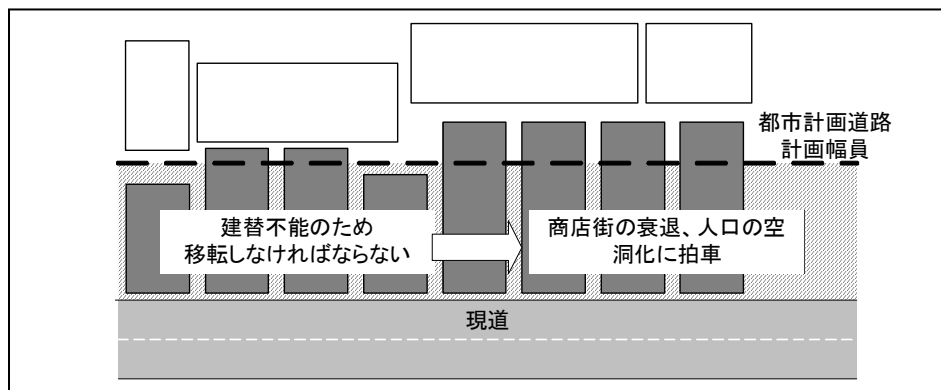 都市計画道路
計画幅員
建替不能のため
移転しなければならない
商店街の衰退、人口の空
洞化に拍車
現道